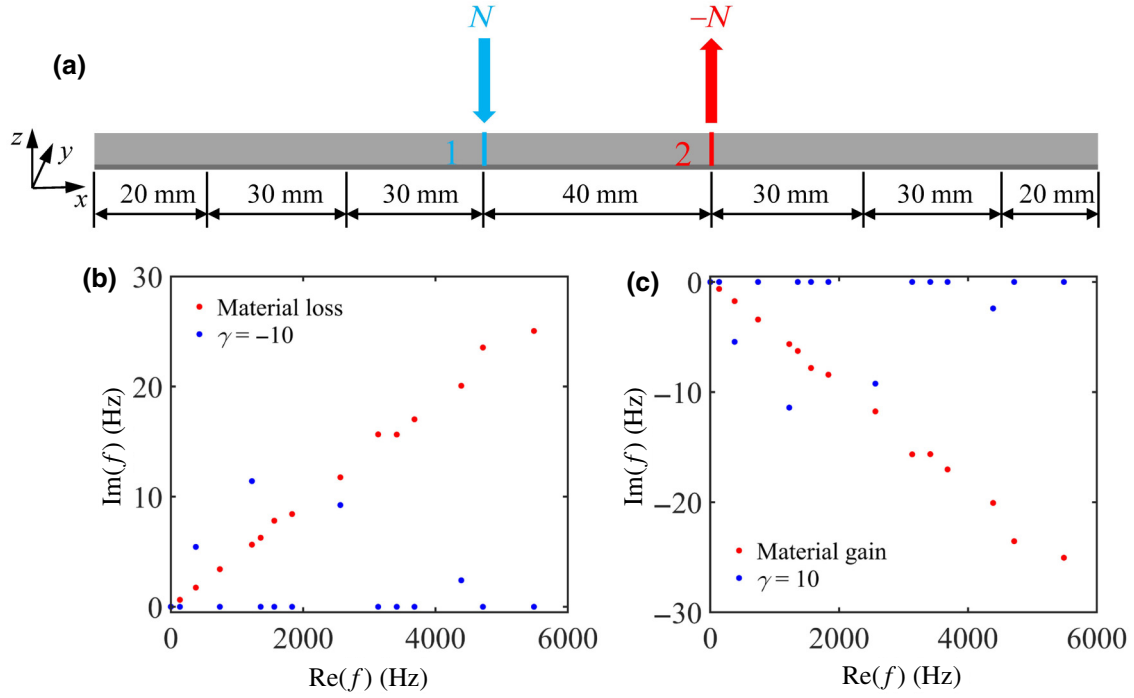 N
−N
(a)
z
y
x
1
2
20 mm
30 mm
30 mm
40 mm
30 mm
30 mm
20 mm
(b)
30
20
10
0
Im(f) (Hz)
Material loss
γ = −10
0
2000
4000
6000
Re(f) (Hz)
(c)
0
−10
−20
−30
Im(f) (Hz)
Material gain
γ = 10
0
2000
4000
6000
Re(f) (Hz)